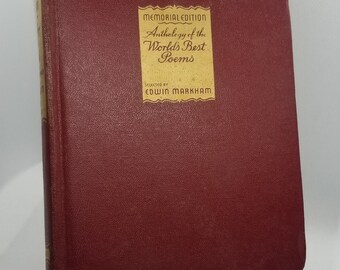 MEMORIAL EDITION
Anthology of the
World's Best
Poems
SELECTED BY
EDWIN MARKHAM